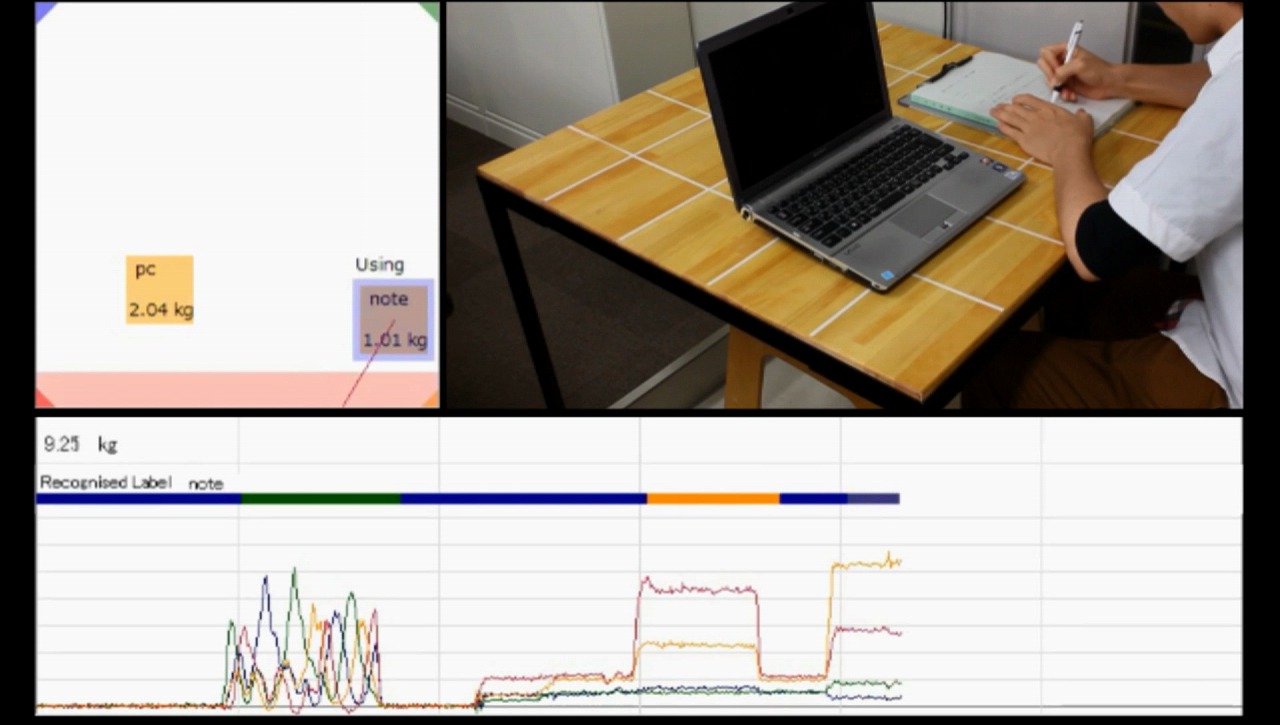 pc
2.04 kg
Using
note
1.01 kg
9.25 kg
Recognised Label note